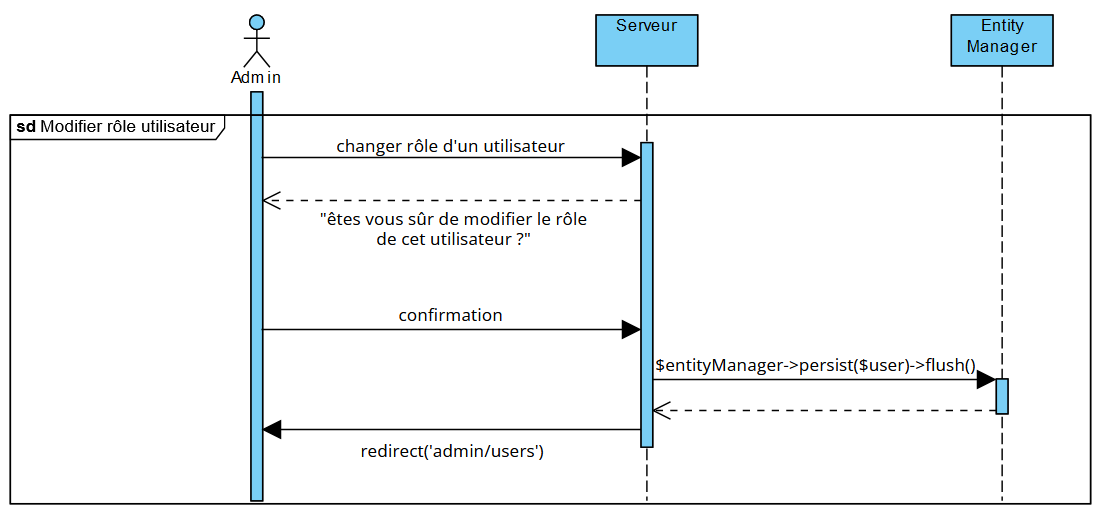 Admin
Serveur
Entity
Manager
sd Modifier rôle utilisateur
changer rôle d'un utilisateur
"êtes vous sûr de modifier le rôle
de cet utilisateur ?"
confirmation
$entityManager->persist($user)->flush()
redirect('admin/users')